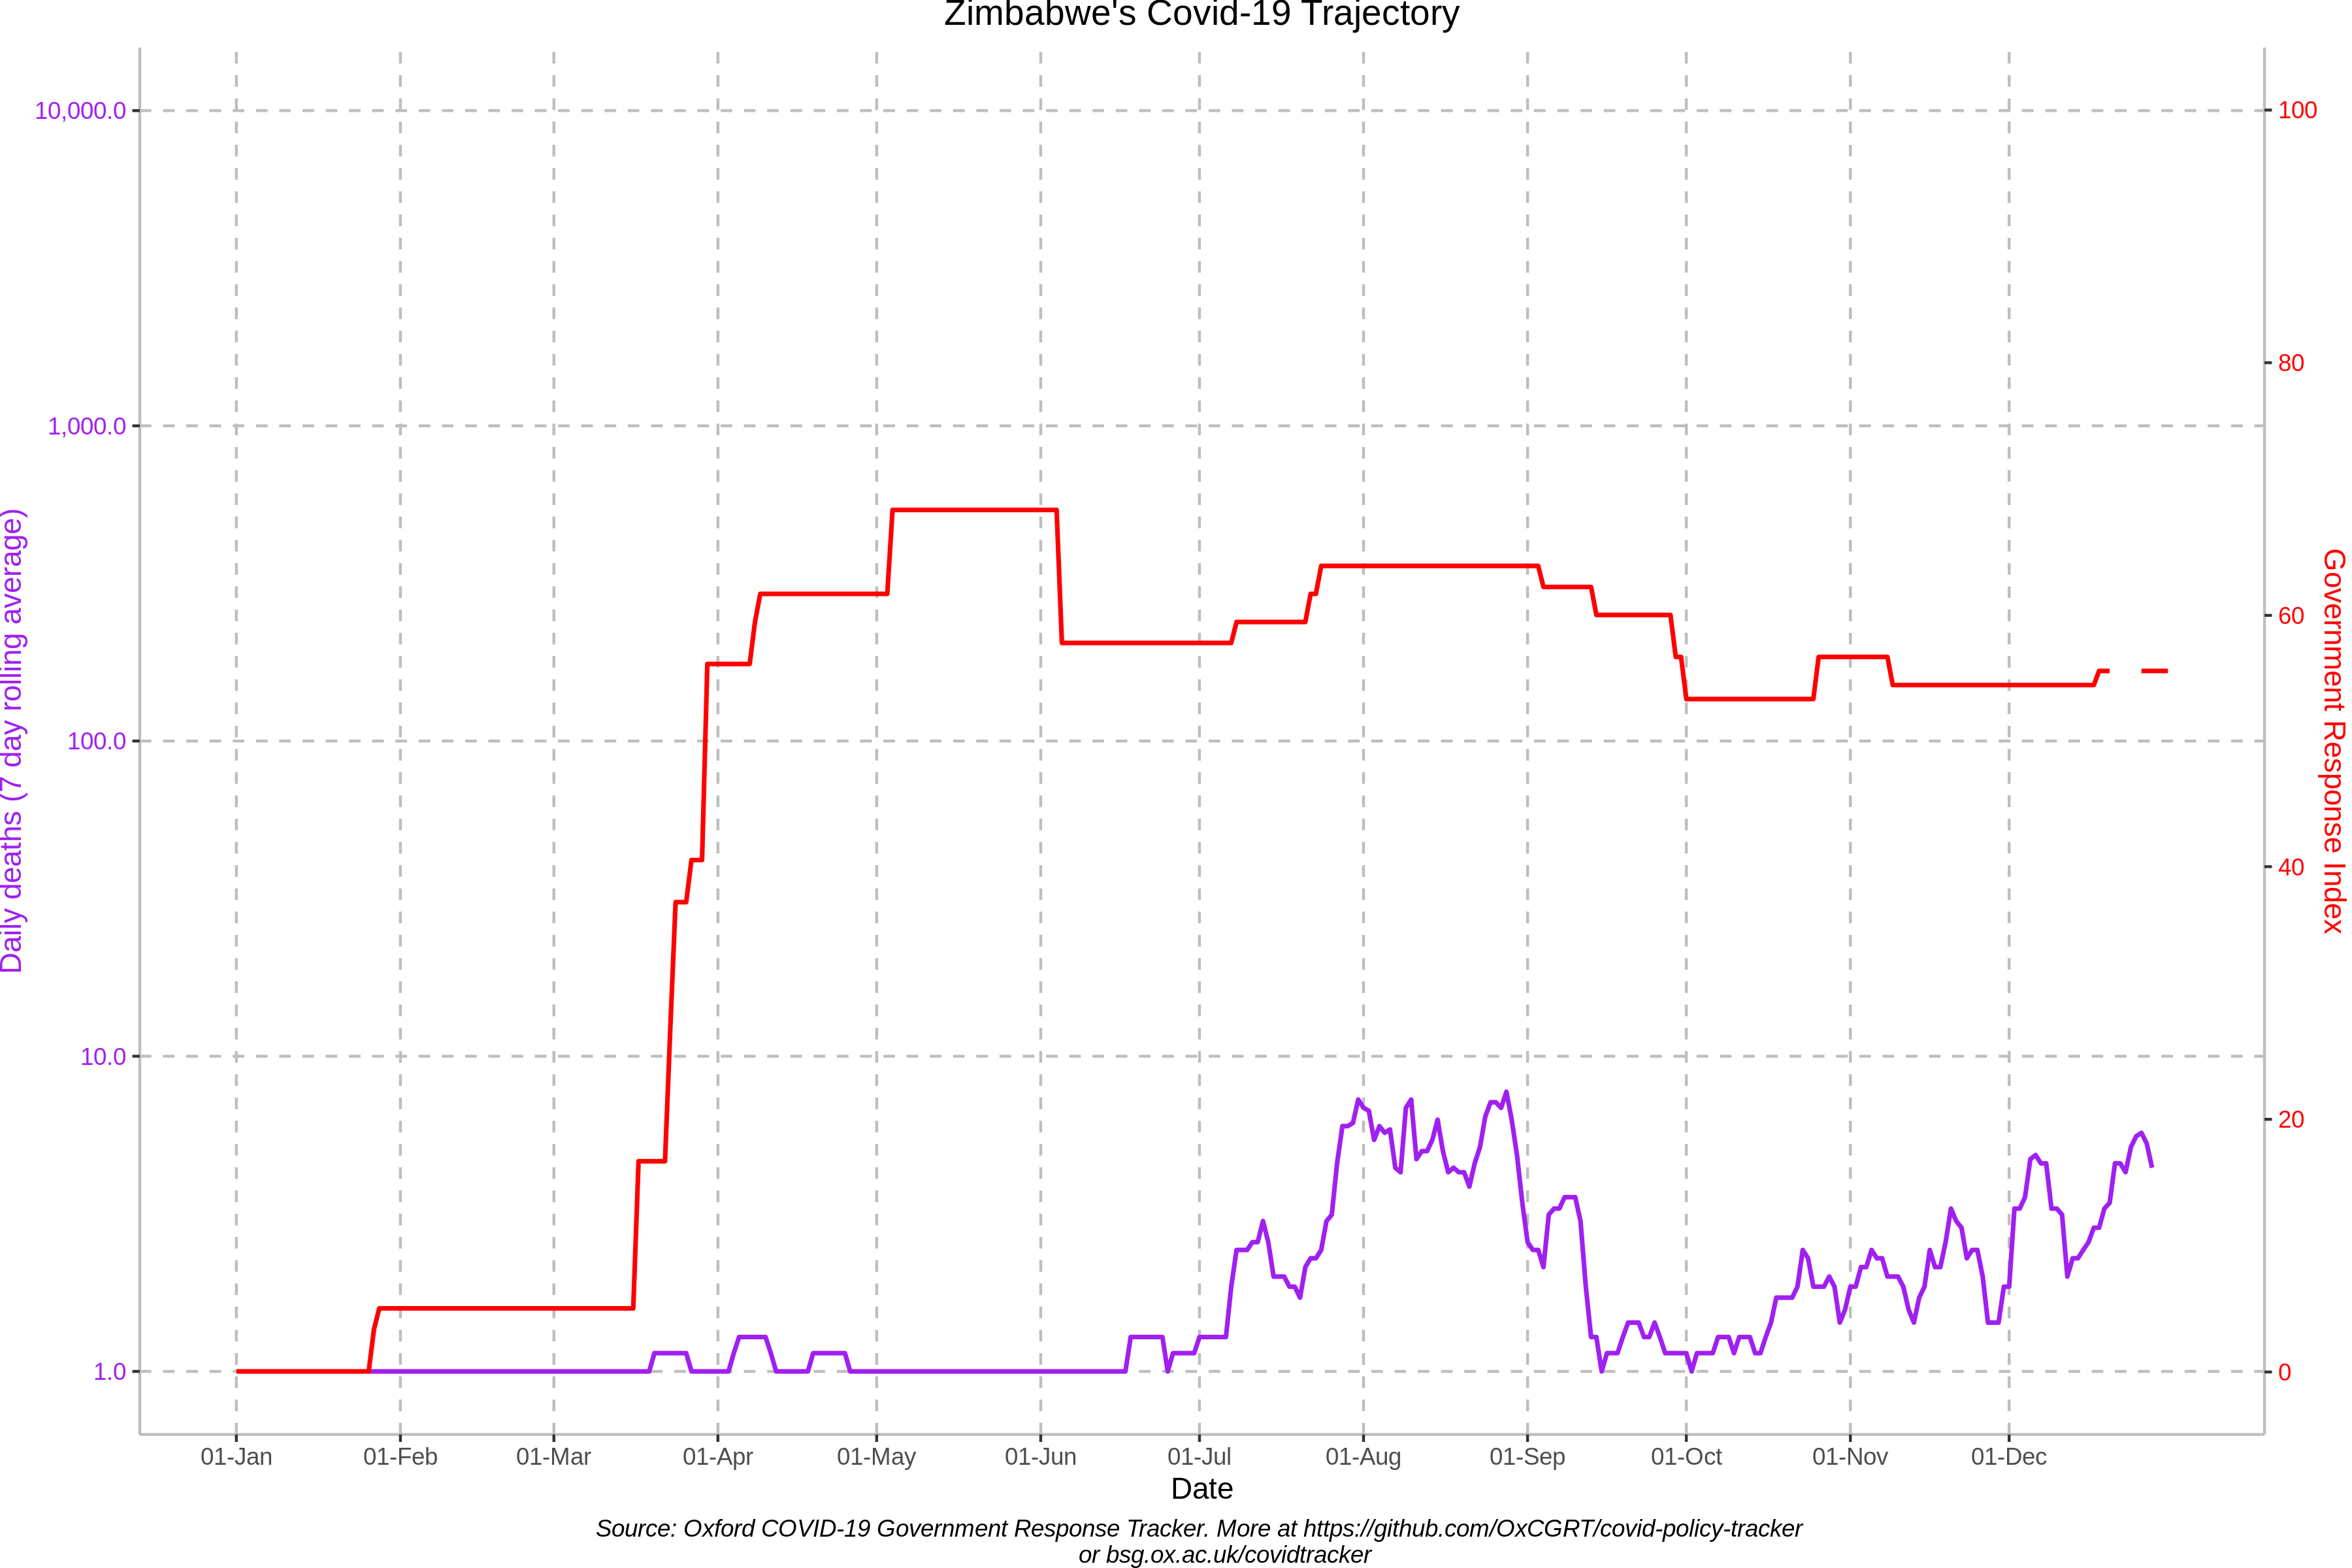 Zimbabwe's Covid-19 Trajectory
Daily deaths (7 day rolling average)
10,000.0
1,000.0
100.0
10.0
1.0
100
80
60
40
20
0
Government Response Index
01-Jan 01-Feb 01-Mar 01-Apr 01-May 01-Jun 01-Jul 01-Aug 01-Sep 01-Oct 01-Nov 01-Dec
Date
Source: Oxford COVID-19 Government Response Tracker. More at https://github.com/OxCGRT/covid-policy-tracker
or bsg.ox.ac.uk/covidtracker